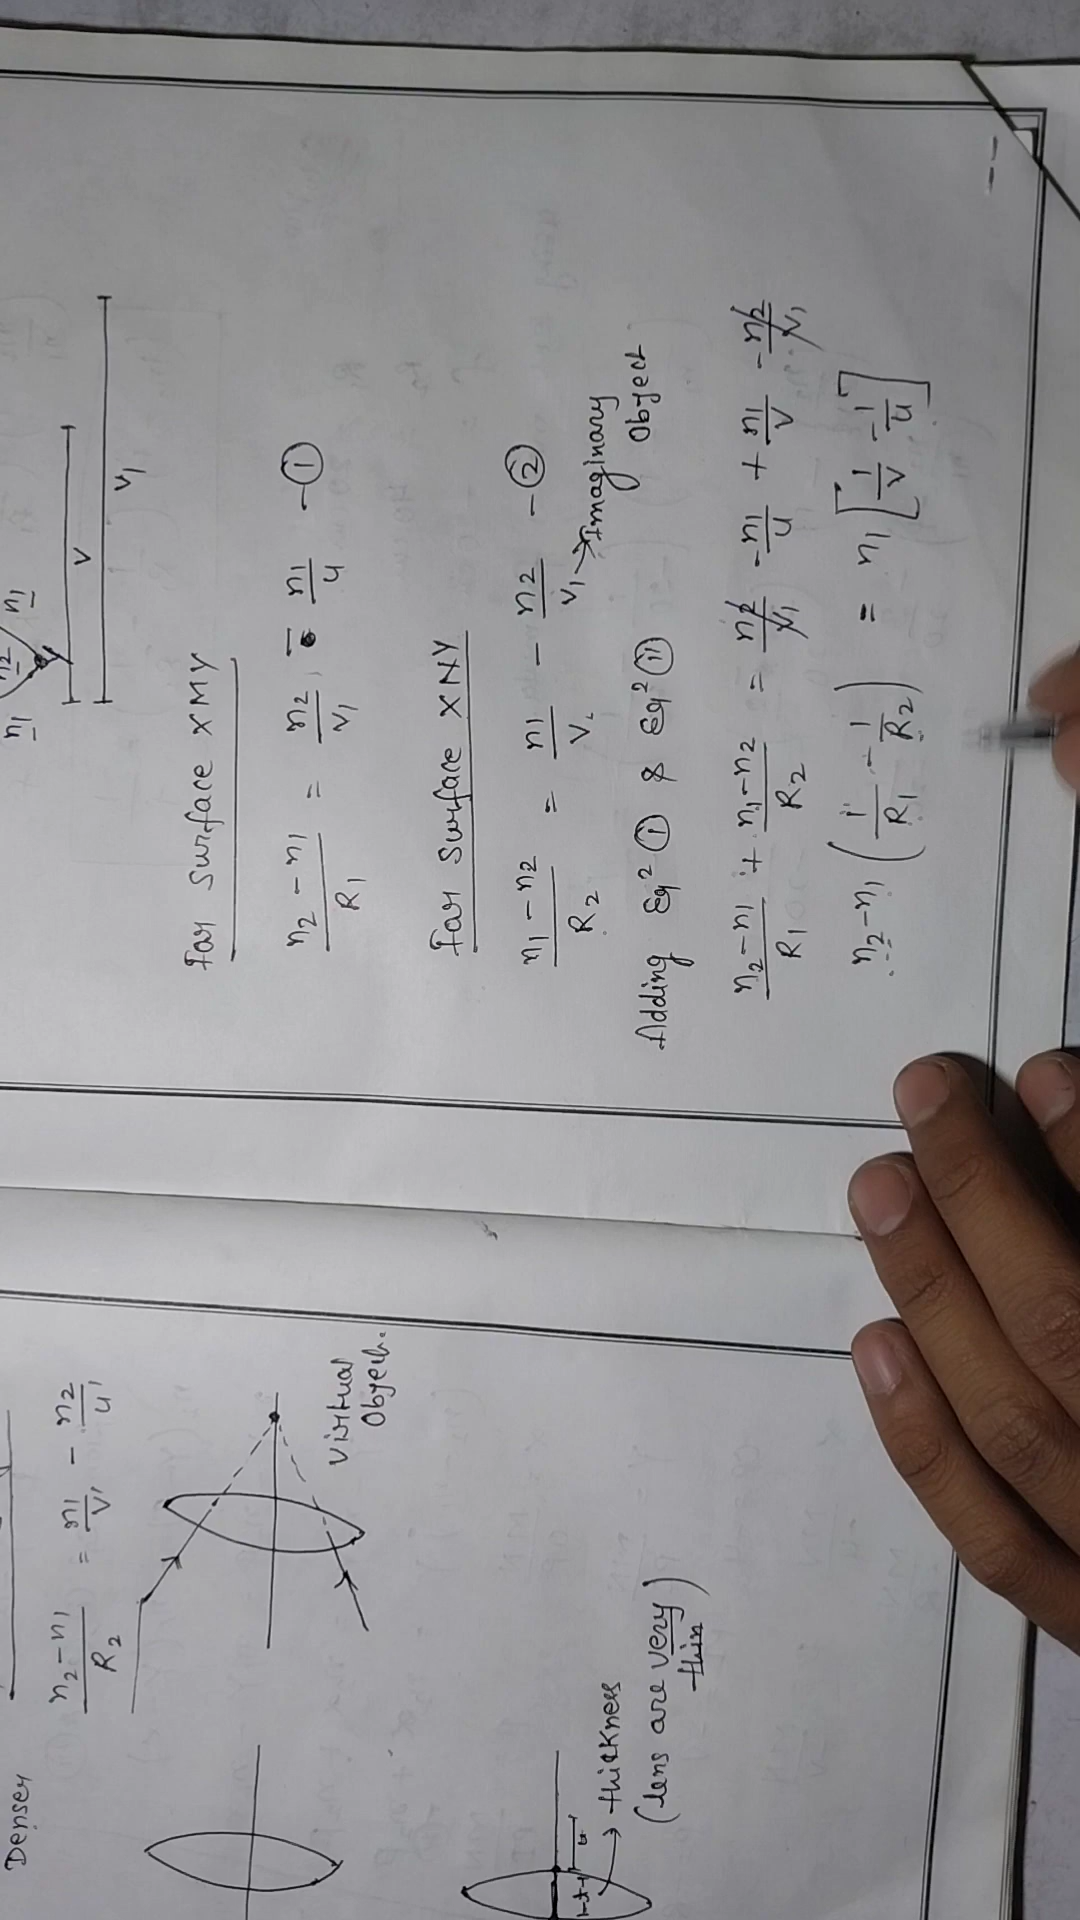 Denser
n2-n1/R2 = n1/v' - n2/u'
Virtual
Object.
t
u
thickness
(lens are very
thin)
n1 n2 n1
v
v1
For Surface XMY
n2-n1/R1 = n2/v1 - n1/u -①
For Surface XNY
n1-n2/R2 = n1/v - n2/v1 -②
Imaginary
Object
Adding Eq² ① & Eq² ⑪
n2-n1/R1 + n1-n2/R2 = n2/v1 - n1/u + n1/v - n2/v1
n2-n1 (1/R1 - 1/R2) = n1 [1/v - 1/u]